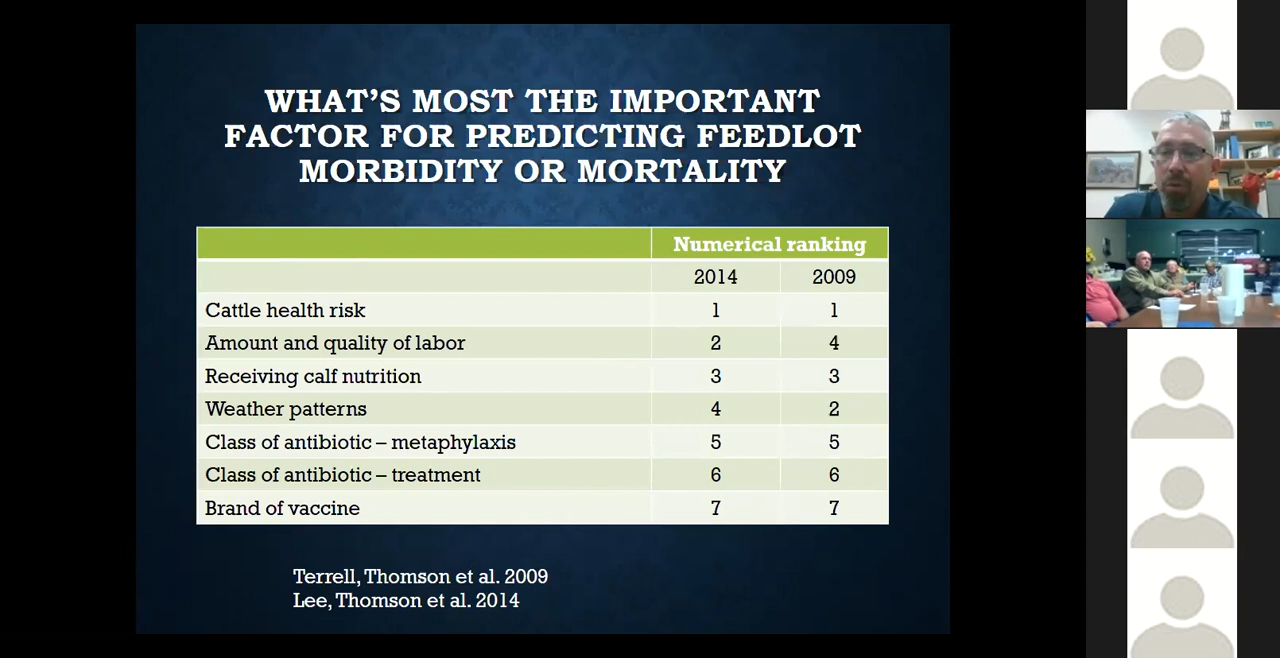 WHAT'S MOST THE IMPORTANT
FACTOR FOR PREDICTING FEEDLOT
MORBIDITY OR MORTALITY
Numerical ranking
2014 2009
Cattle health risk 1 1
Amount and quality of labor 2 4
Receiving calf nutrition 3 3
Weather patterns 4 2
Class of antibiotic – metaphylaxis 5 5
Class of antibiotic – treatment 6 6
Brand of vaccine 7 7
Terrell, Thomson et al. 2009
Lee, Thomson et al. 2014